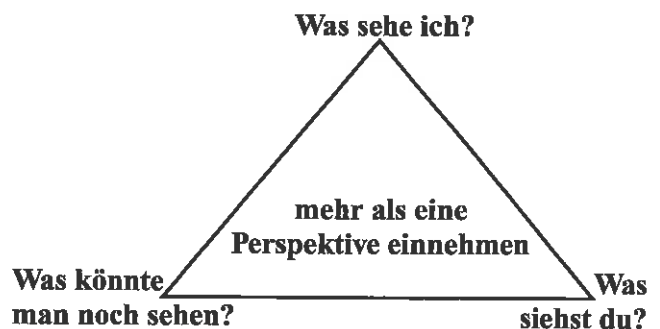 Was sehe ich?
mehr als eine
Perspektive einnehmen
Was könnte
man noch sehen?
Was
siehst du?